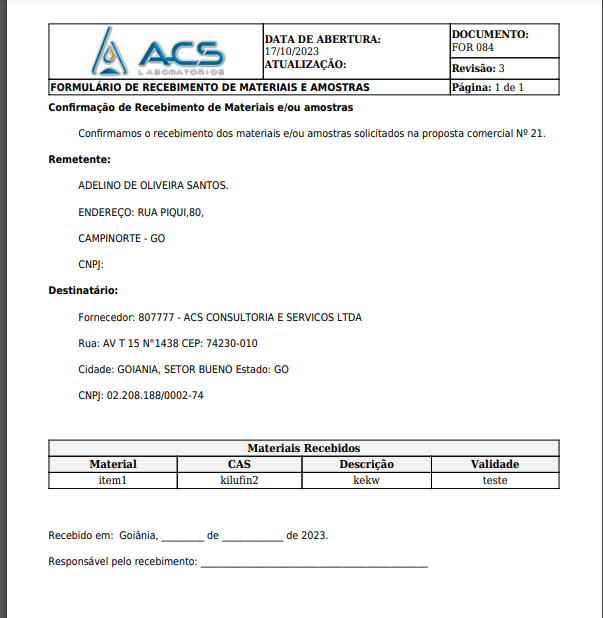 ACS
LABORATÓRIOS
DATA DE ABERTURA:
17/10/2023
ATUALIZAÇÃO:
DOCUMENTO:
FOR 084
Revisão: 3
FORMULÁRIO DE RECEBIMENTO DE MATERIAIS E AMOSTRAS
Página: 1 de 1
Confirmação de Recebimento de Materiais e/ou amostras
Confirmamos o recebimento dos materiais e/ou amostras solicitados na proposta comercial Nº 21.
Remetente:
ADELINO DE OLIVEIRA SANTOS.
ENDEREÇO: RUA PIQUI,80,
CAMPINORTE - GO
CNPJ:
Destinatário:
Fornecedor: 807777 - ACS CONSULTORIA E SERVICOS LTDA
Rua: AV T 15 N°1438 CEP: 74230-010
Cidade: GOIANIA, SETOR BUENO Estado: GO
CNPJ: 02.208.188/0002-74
Materiais Recebidos
Material CAS Descrição Validade
item1 kilufin2 kekw teste
Recebido em: Goiânia, ________ de ____________ de 2023.
Responsável pelo recebimento: ____________________________________________